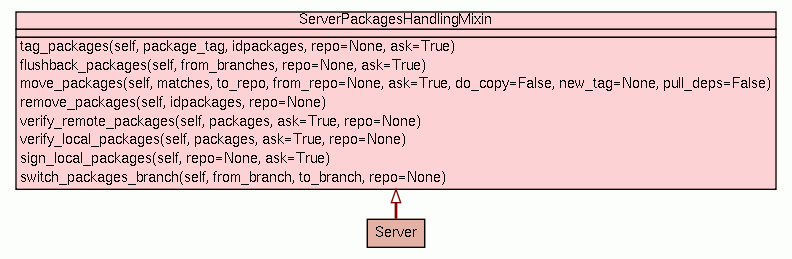 ServerPackagesHandlingMixin
tag_packages(self, package_tag, idpackages, repo=None, ask=True)
flushback_packages(self, from_branches, repo=None, ask=True)
move_packages(self, matches, to_repo, from_repo=None, ask=True, do_copy=False, new_tag=None, pull_deps=False)
remove_packages(self, idpackages, repo=None)
verify_remote_packages(self, packages, ask=True, repo=None)
verify_local_packages(self, packages, ask=True, repo=None)
sign_local_packages(self, repo=None, ask=True)
switch_packages_branch(self, from_branch, to_branch, repo=None)
Server